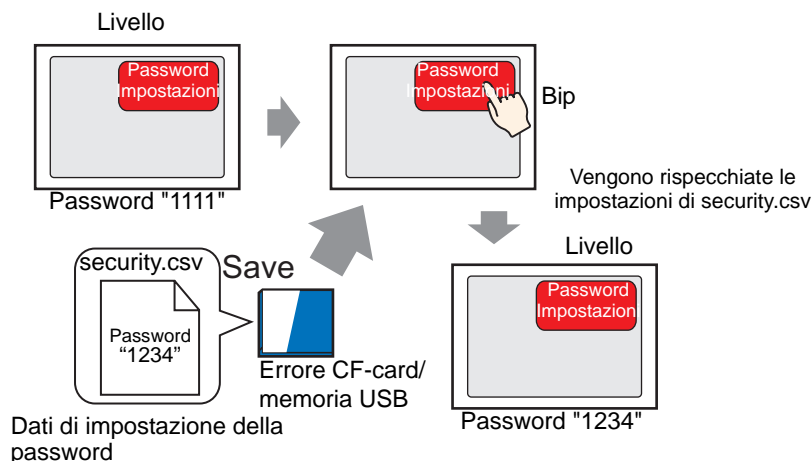 Livello
Password
Impostazioni
Password "1111"
Password
Impostazioni
Bip
Vengono rispecchiate le
impostazioni di security.csv
Livello
Password
Impostazion
Password "1234"
security.csv
Save
Password
“1234”
Errore CF-card/
memoria USB
Dati di impostazione della
password